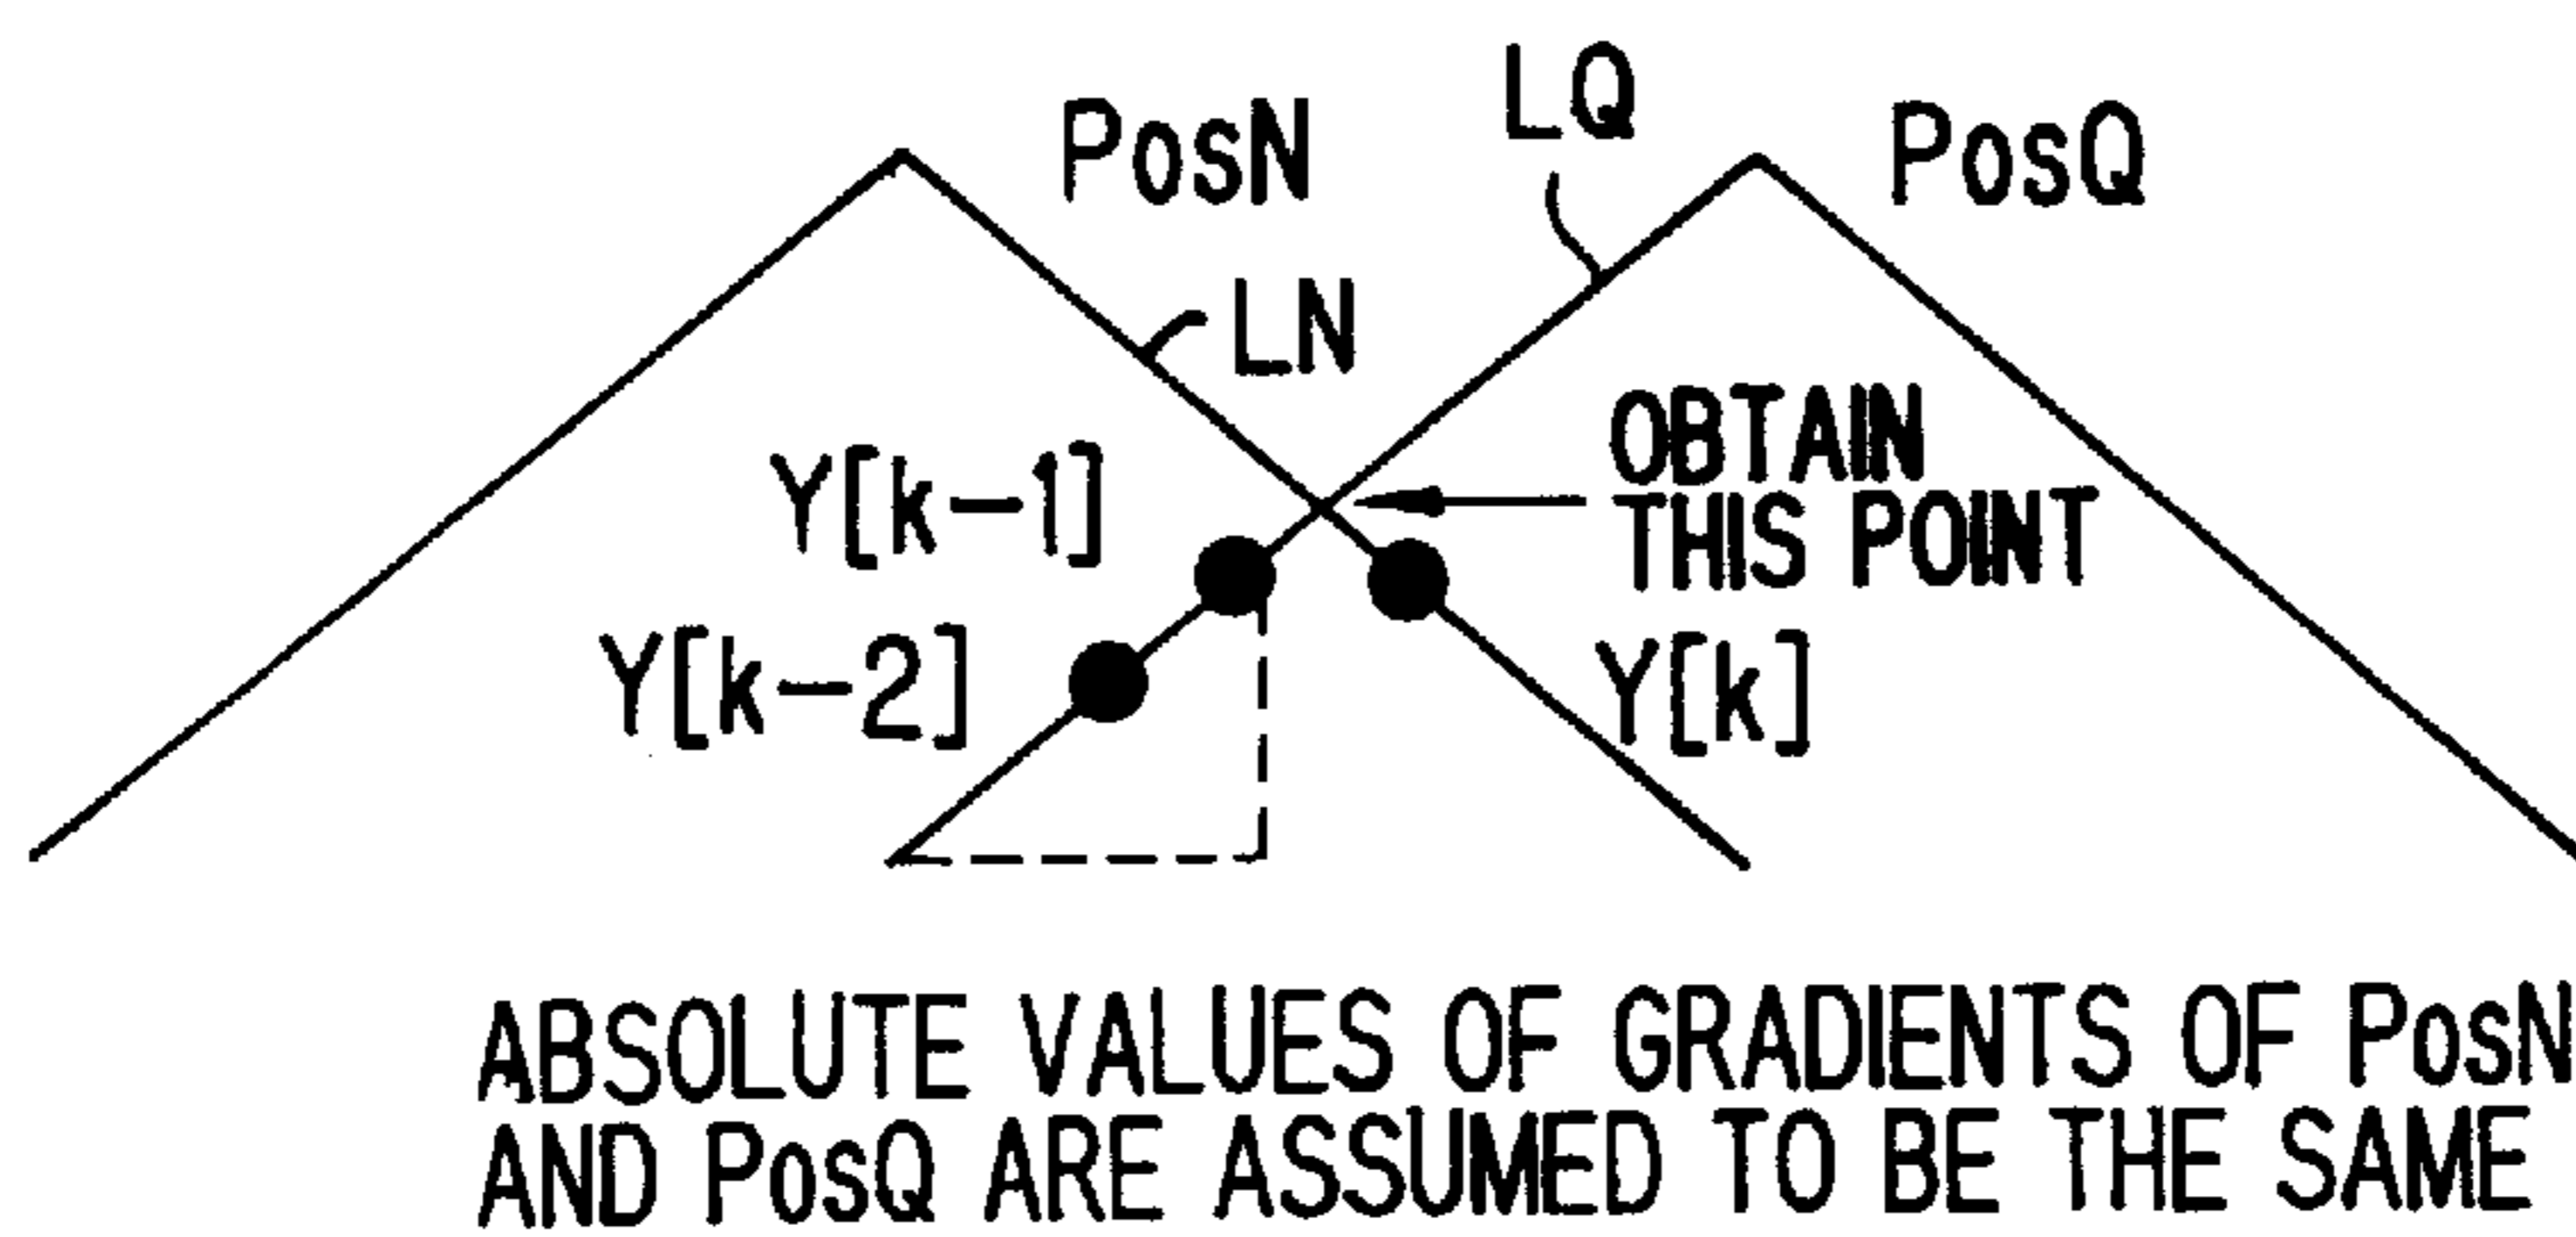 LQ
PosN
PosQ
LN
OBTAIN
THIS POINT
Y[k-1]
Y[k-2]
Y[k]
ABSOLUTE VALUES OF GRADIENTS OF PosN
AND PosQ ARE ASSUMED TO BE THE SAME